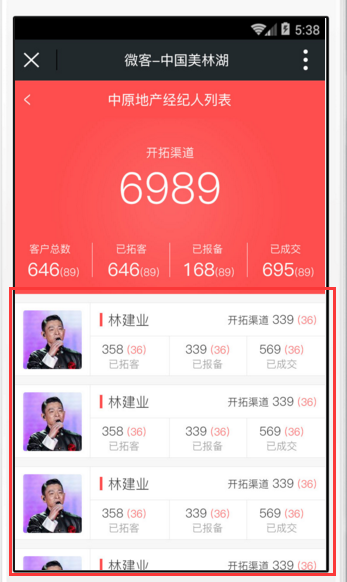 5:38
微客-中国美林湖
中原地产经纪人列表
开拓渠道
6989
客户总数 已拓客 已报备 已成交
646(89) 646(89) 168(89) 695(89)
林建业 开拓渠道 339 (36)
358 (36) 339 (36) 569 (36)
已拓客 已报备 已成交
林建业 开拓渠道 339 (36)
358 (36) 339 (36) 569 (36)
已拓客 已报备 已成交
林建业 开拓渠道 339 (36)
358 (36) 339 (36) 569 (36)
已拓客 已报备 已成交
林建业 开拓渠道 339 (36)